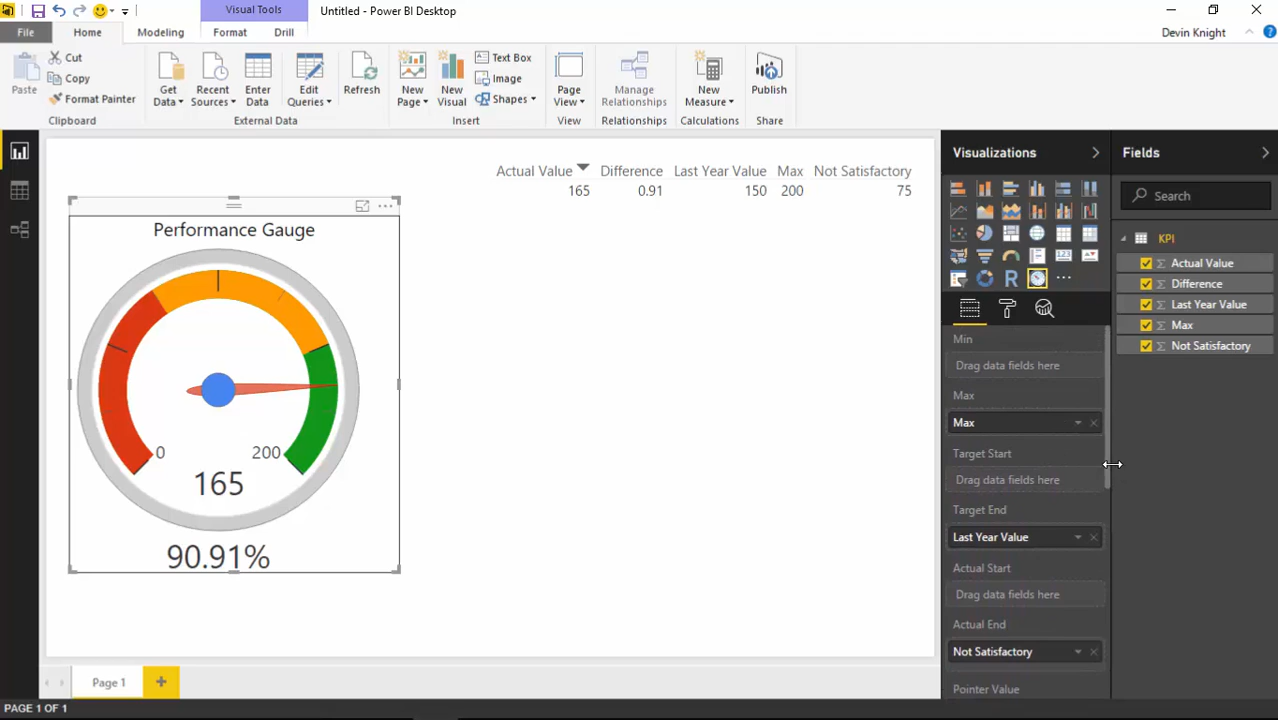 Visual Tools
Untitled - Power BI Desktop
File
Home
Modeling
Format
Drill
Devin Knight
Paste
Cut
Copy
Format Painter
Clipboard
Get Data
Recent Sources
Enter Data
Edit Queries
Refresh
External Data
New Page
New Visual
Text Box
Image
Shapes
Insert
Page View
View
Manage Relationships
Relationships
New Measure
Calculations
Publish
Share
Actual Value Difference Last Year Value Max Not Satisfactory
165 0.91 150 200 75
Performance Gauge
0 200
165
90.91%
Visualizations
R
Min
Drag data fields here
Max
Max
Target Start
Drag data fields here
Target End
Last Year Value
Actual Start
Drag data fields here
Actual End
Not Satisfactory
Pointer Value
Fields
Search
KPI
Actual Value
Difference
Last Year Value
Max
Not Satisfactory
Page 1
PAGE 1 OF 1